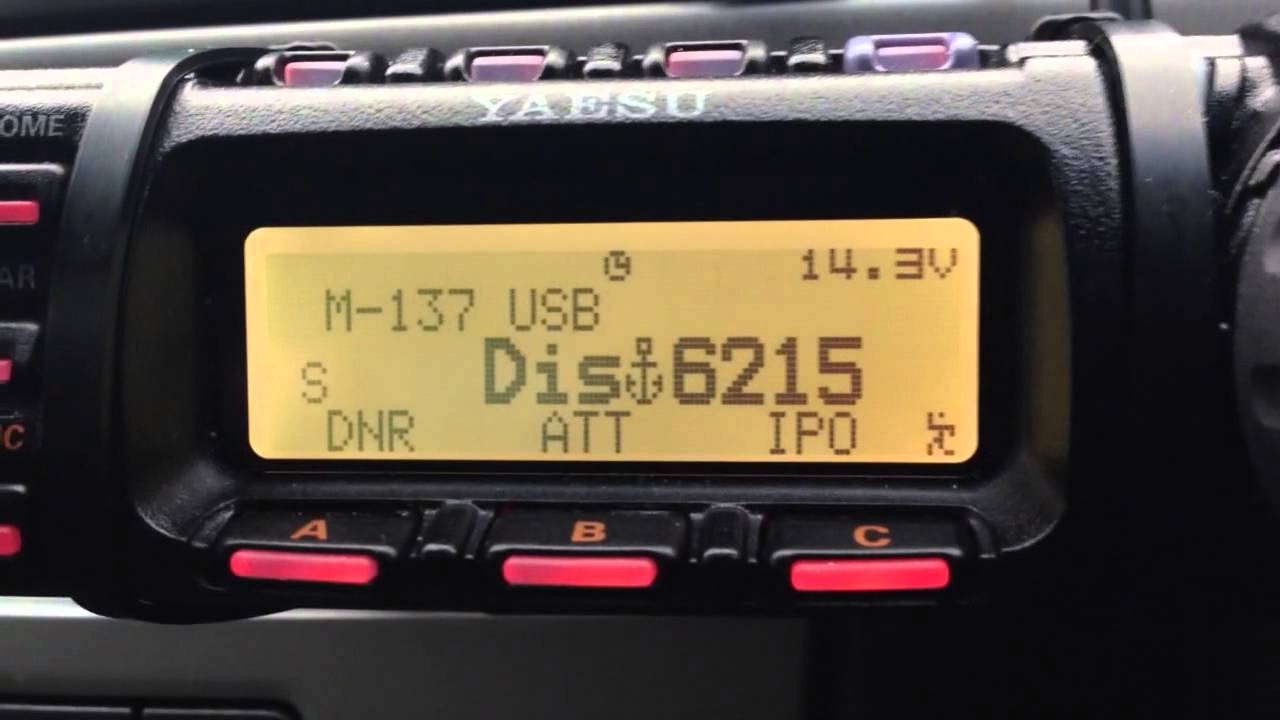 YAESU
OME
AR
C
14.3V
M-137 USB
Dis⚓6215
S
DNR ATT IPO
A B C